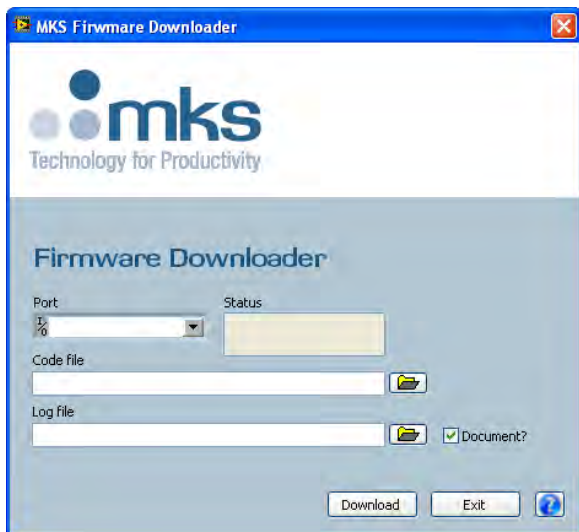 MKS Firwmare Downloader
mks
Technology for Productivity
Firmware Downloader
Port
Status
I/O
Code file
Log file
Document?
Download
Exit
?